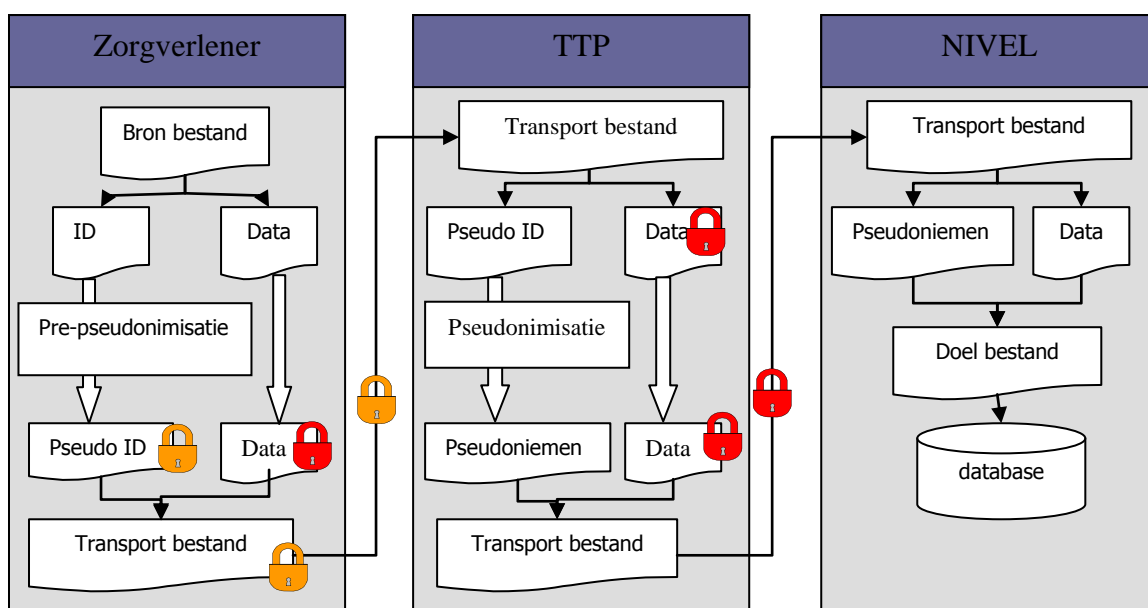 Zorgverlener
Bron bestand
ID
Data
Pre-pseudonimisatie
Pseudo ID
Data
Transport bestand
TTP
Transport bestand
Pseudo ID
Data
Pseudonimisatie
Pseudoniemen
Data
Transport bestand
NIVEL
Transport bestand
Pseudoniemen
Data
Doel bestand
database